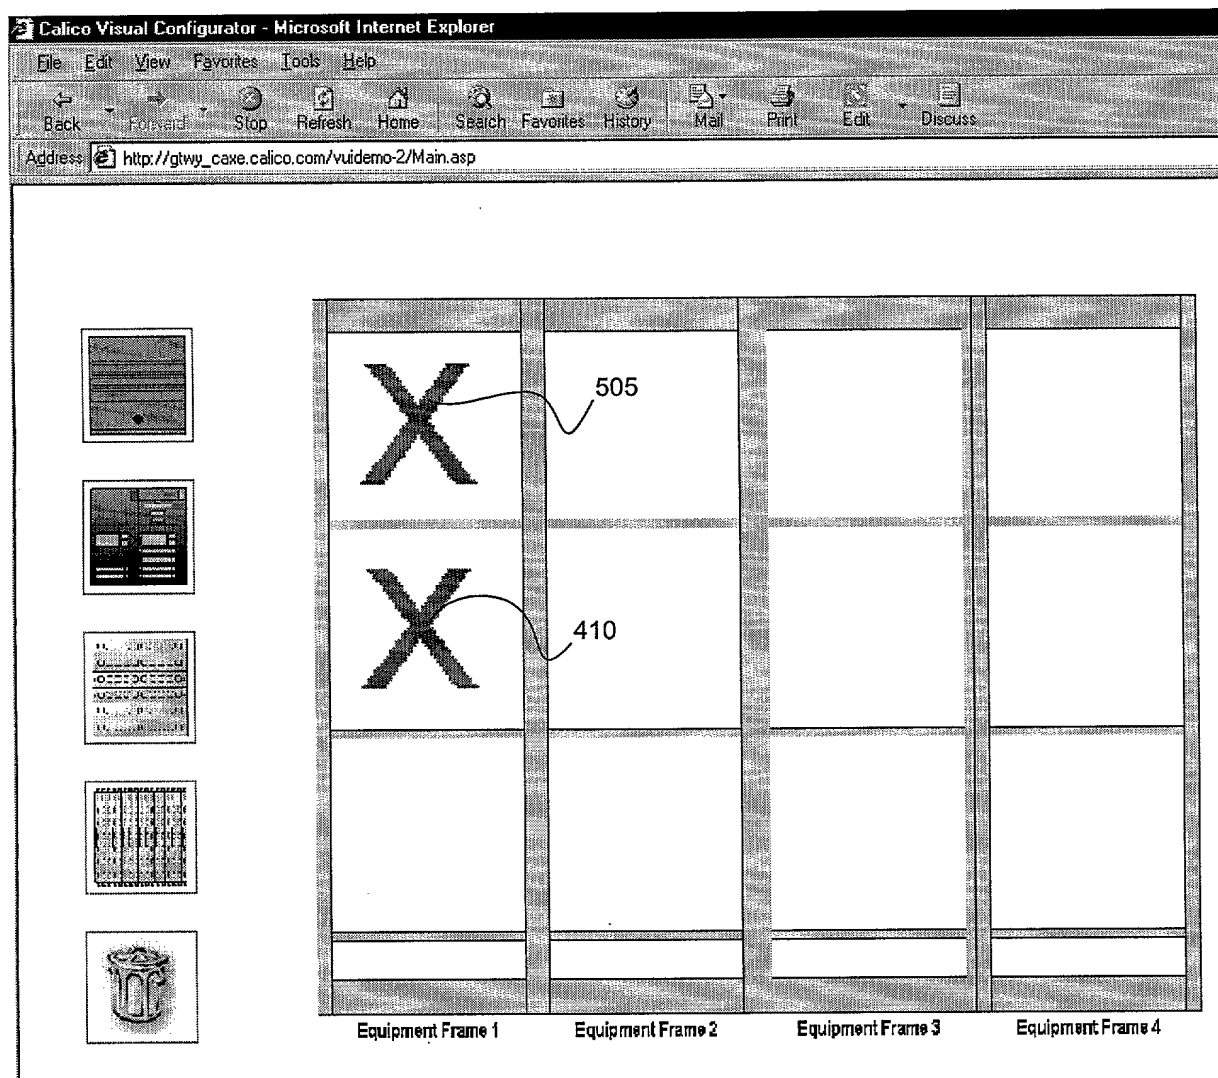 Calico Visual Configurator - Microsoft Internet Explorer
File Edit View Favorites Tools Help
Back Forward Stop Refresh Home Search Favorites History Mail Print Edit Discuss
Address http://gtwy_caxe.calico.com/vuidemo-2/Main.asp
505
410
Equipment Frame 1 Equipment Frame 2 Equipment Frame 3 Equipment Frame 4